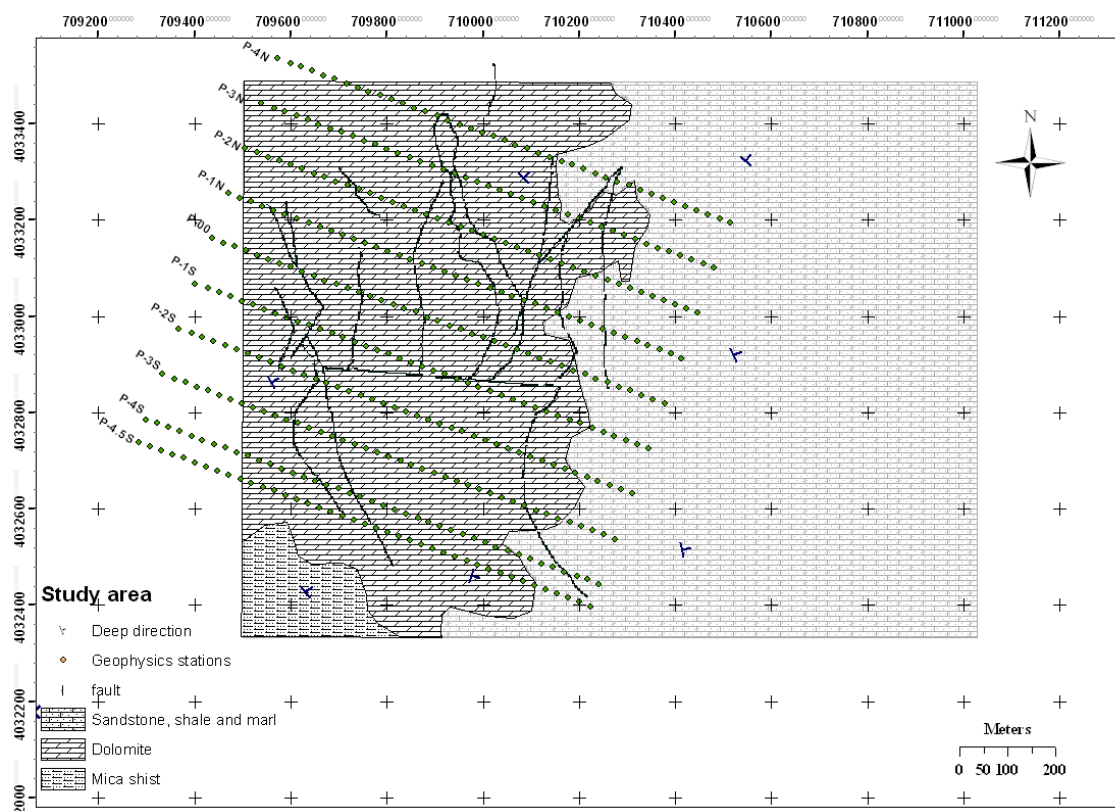 709200 709400 709600 709800 710000 710200 710400 710600 710800 711000 711200
P-4N
P-3N
P-2N
P-1N
P00
P-1S
P-2S
P-3S
P-4S
P-4.5S
4033400
4033200
4033000
4032800
4032600
4032400
4032200
2000
N
Study area
Deep direction
Geophysics stations
fault
Sandstone, shale and marl
Dolomite
Mica shist
Meters
0 50 100 200